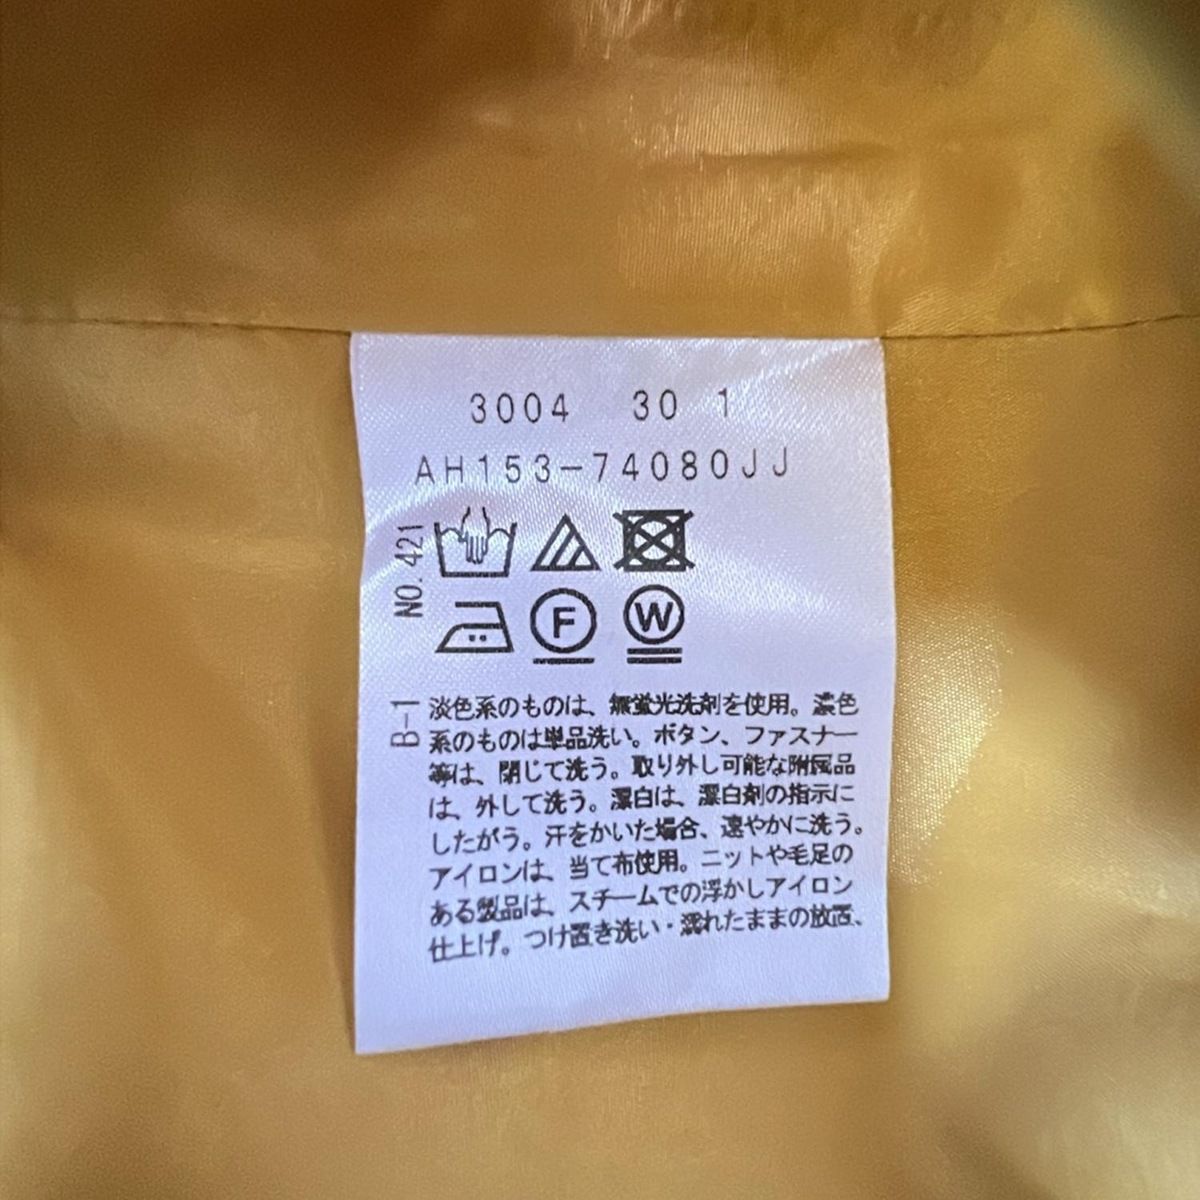 3004 30 1
AH153-74080JJ
NO. 421
F W
B-1
淡色系のものは、無蛍光洗剤を使用。濃色
系のものは単品洗い。ボタン、ファスナー
等は、閉じて洗う。取り外し可能な附属品
は、外して洗う。漂白は、漂白剤の指示に
したがう。汗をかいた場合、速やかに洗う。
アイロンは、当て布使用。ニットや毛足の
ある製品は、スチームでの浮かしアイロン
仕上げ。つけ置き洗い・濡れたままの放置、